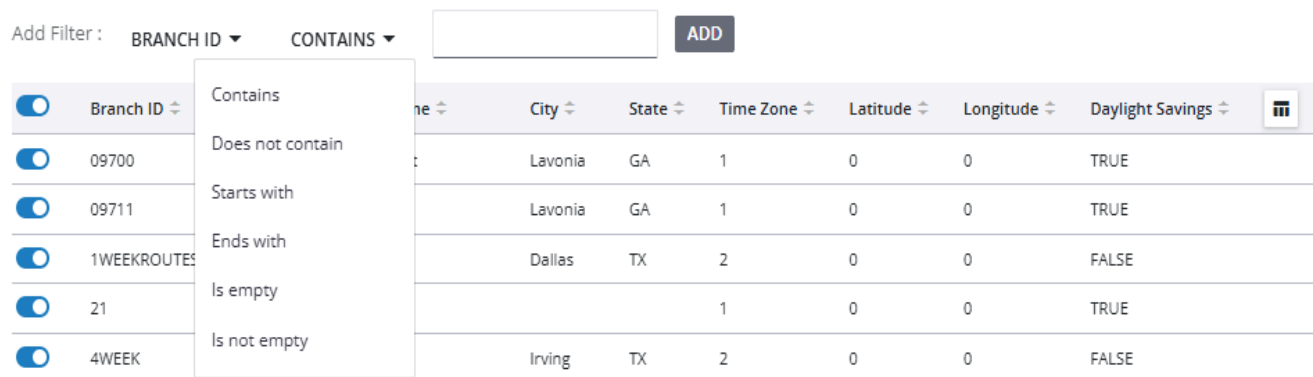 Add Filter : BRANCH ID CONTAINS ADD
Branch ID City State Time Zone Latitude Longitude Daylight Savings
Contains
Does not contain
Starts with
Ends with
Is empty
Is not empty
09700 Lavonia GA 1 0 0 TRUE
09711 Lavonia GA 1 0 0 TRUE
1WEEKROUTES Dallas TX 2 0 0 FALSE
21 1 0 0 TRUE
4WEEK Irving TX 2 0 0 FALSE